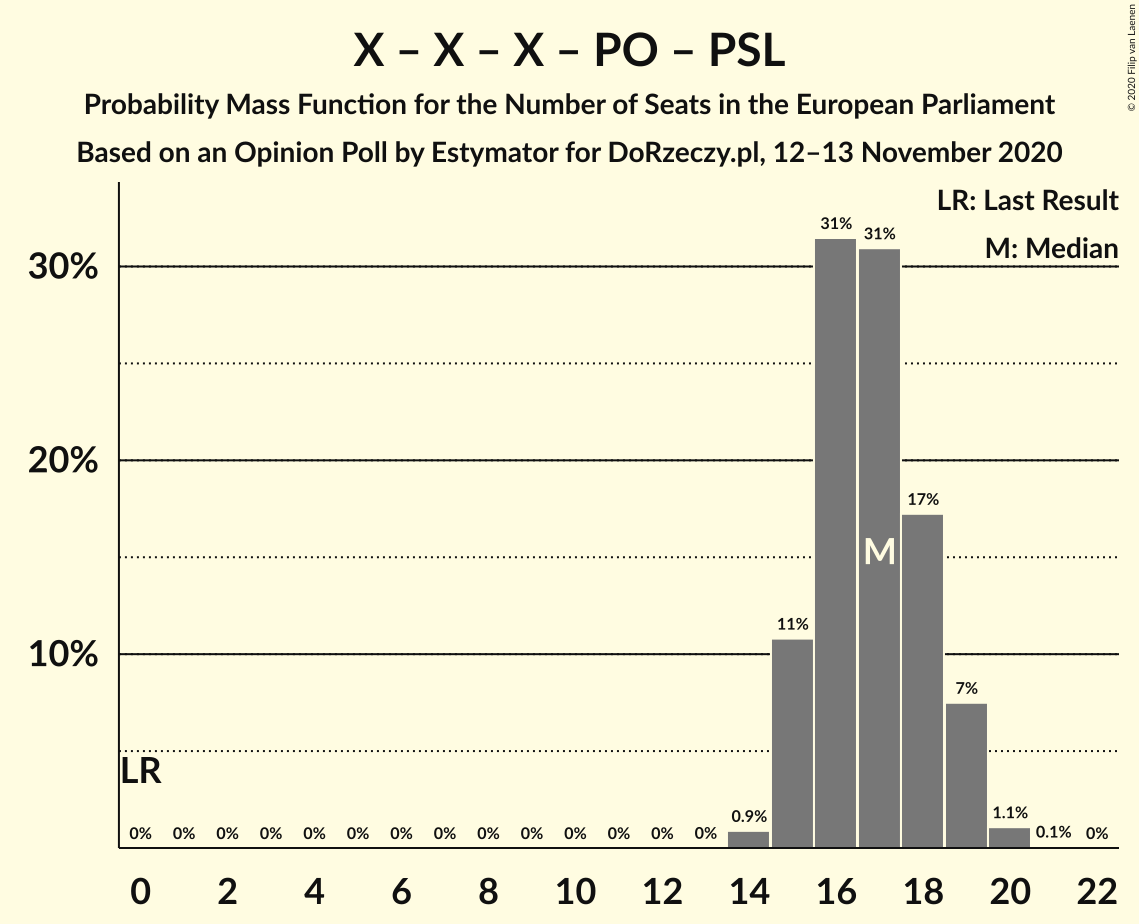 X – X – X – PO – PSL
Probability Mass Function for the Number of Seats in the European Parliament
Based on an Opinion Poll by Estymator for DoRzeczy.pl, 12–13 November 2020
© 2020 Filip van Laenen
LR: Last Result
M: Median
30%
20%
10%
31%
31%
17%
M
11%
7%
LR
0% 0% 0% 0% 0% 0% 0% 0% 0% 0% 0% 0% 0% 0% 0.9% 1.1% 0.1% 0%
0 2 4 6 8 10 12 14 16 18 20 22